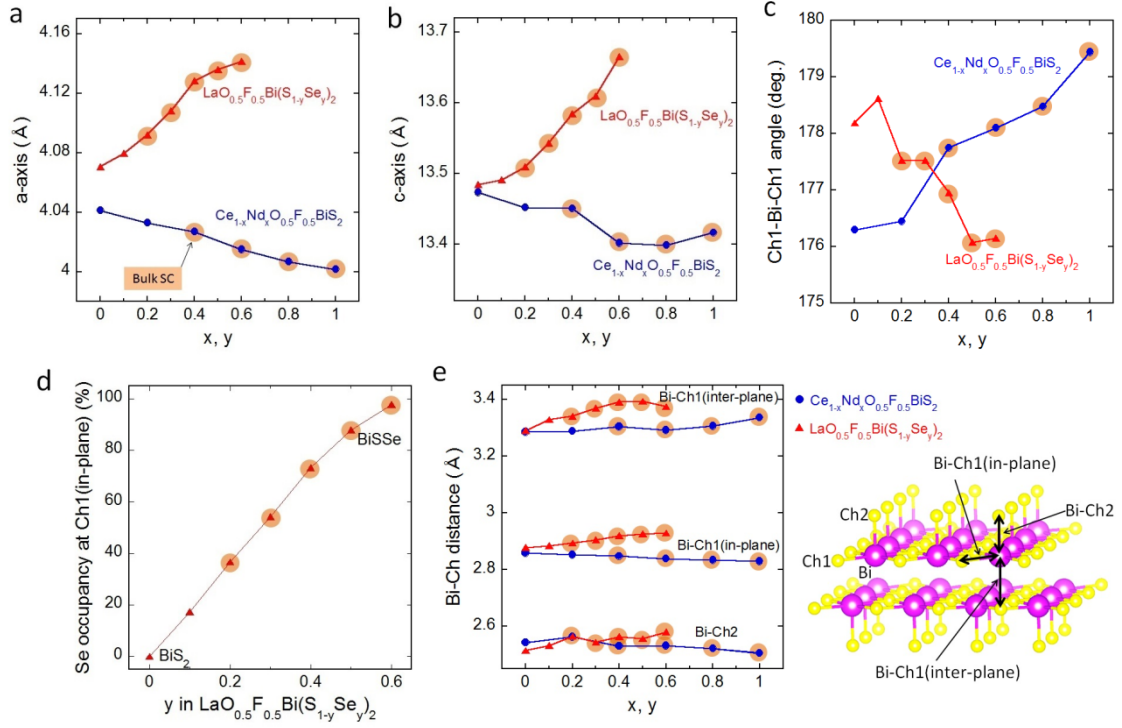 a
4.16
4.12
4.08
4.04
4
a-axis (Å)
LaO0.5F0.5Bi(S1-ySey)2
Ce1-xNdxO0.5F0.5BiS2
Bulk SC
0 0.2 0.4 0.6 0.8 1
x, y
b
13.7
13.6
13.5
13.4
c-axis (Å)
LaO0.5F0.5Bi(S1-ySey)2
Ce1-xNdxO0.5F0.5BiS2
0 0.2 0.4 0.6 0.8 1
x, y
c
180
179
178
177
176
175
Ch1-Bi-Ch1 angle (deg.)
Ce1-xNdxO0.5F0.5BiS2
LaO0.5F0.5Bi(S1-ySey)2
0 0.2 0.4 0.6 0.8 1
x, y
d
100
80
60
40
20
0
Se occupancy at Ch1(in-plane) (%)
BiSSe
BiS2
0 0.1 0.2 0.3 0.4 0.5 0.6
y in LaO0.5F0.5Bi(S1-ySey)2
e
3.4
3.2
3
2.8
2.6
Bi-Ch distance (Å)
Bi-Ch1(inter-plane)
Bi-Ch1(in-plane)
Bi-Ch2
0 0.2 0.4 0.6 0.8 1
x, y
Ce1-xNdxO0.5F0.5BiS2
LaO0.5F0.5Bi(S1-ySey)2
Bi-Ch1(in-plane)
Ch2
Bi-Ch2
Ch1
Bi
Bi-Ch1(inter-plane)